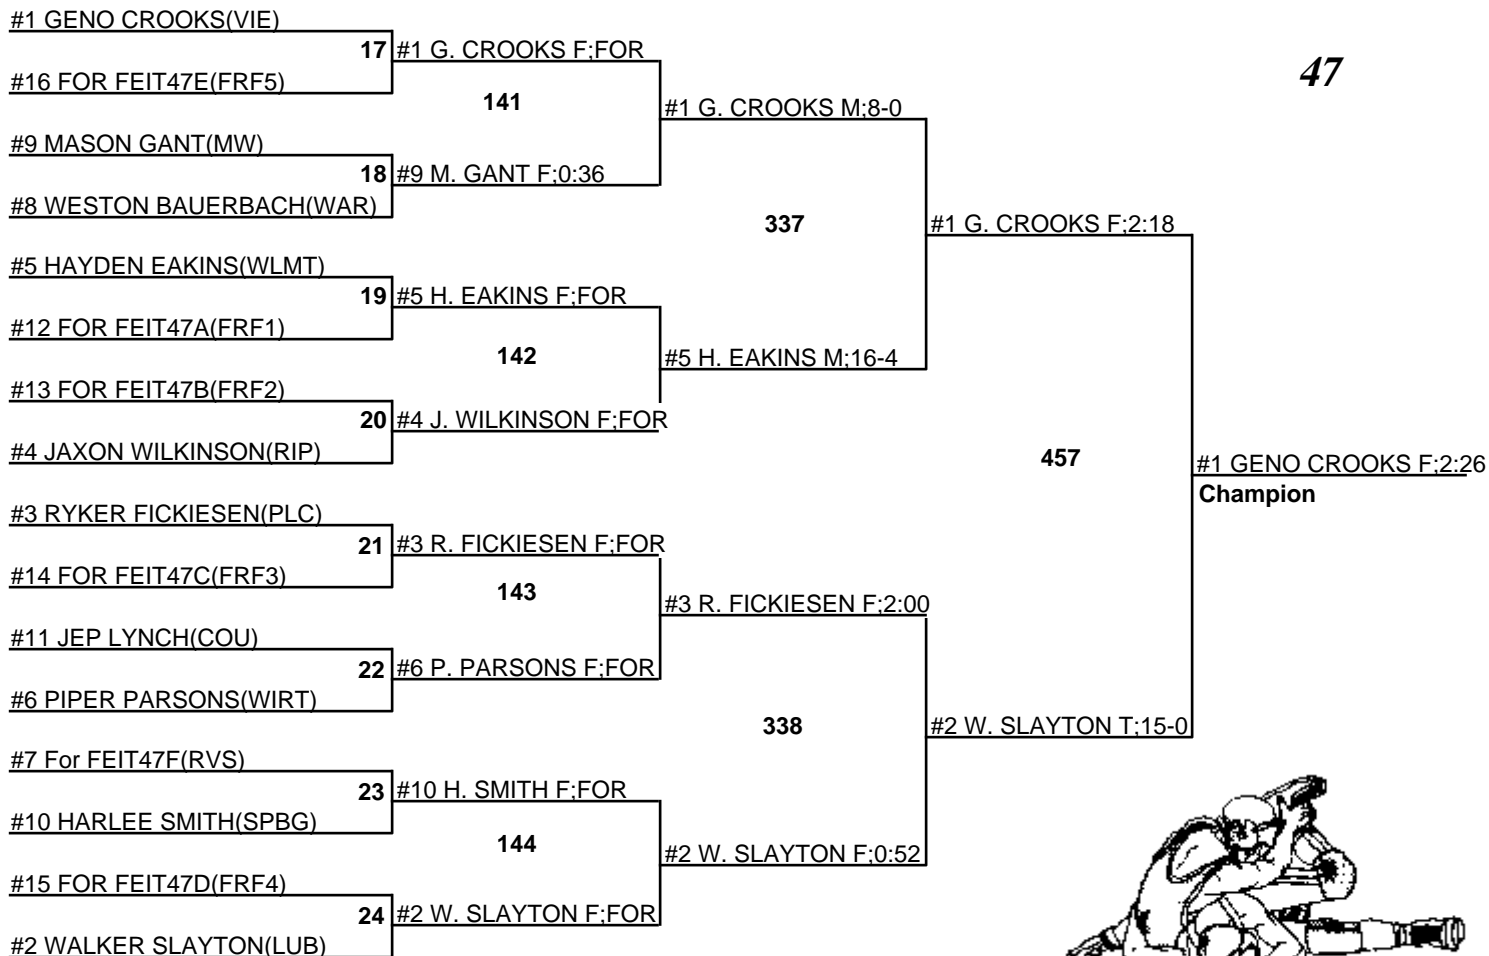 #1 GENO CROOKS(VIE)
17 #1 G. CROOKS F;FOR
47
#16 FOR FEIT47E(FRF5)
141
#1 G. CROOKS M;8-0
#9 MASON GANT(MW)
18 #9 M. GANT F;0:36
#8 WESTON BAUERBACH(WAR)
337
#1 G. CROOKS F;2:18
#5 HAYDEN EAKINS(WLMT)
19 #5 H. EAKINS F;FOR
#12 FOR FEIT47A(FRF1)
142
#5 H. EAKINS M;16-4
#13 FOR FEIT47B(FRF2)
20 #4 J. WILKINSON F;FOR
#4 JAXON WILKINSON(RIP)
457
#1 GENO CROOKS F;2:26
Champion
#3 RYKER FICKIESEN(PLC)
21 #3 R. FICKIESEN F;FOR
#14 FOR FEIT47C(FRF3)
143
#3 R. FICKIESEN F;2:00
#11 JEP LYNCH(COU)
22 #6 P. PARSONS F;FOR
#6 PIPER PARSONS(WIRT)
338
#2 W. SLAYTON T;15-0
#7 For FEIT47F(RVS)
23 #10 H. SMITH F;FOR
#10 HARLEE SMITH(SPBG)
144
#2 W. SLAYTON F;0:52
#15 FOR FEIT47D(FRF4)
24 #2 W. SLAYTON F;FOR
#2 WALKER SLAYTON(LUB)